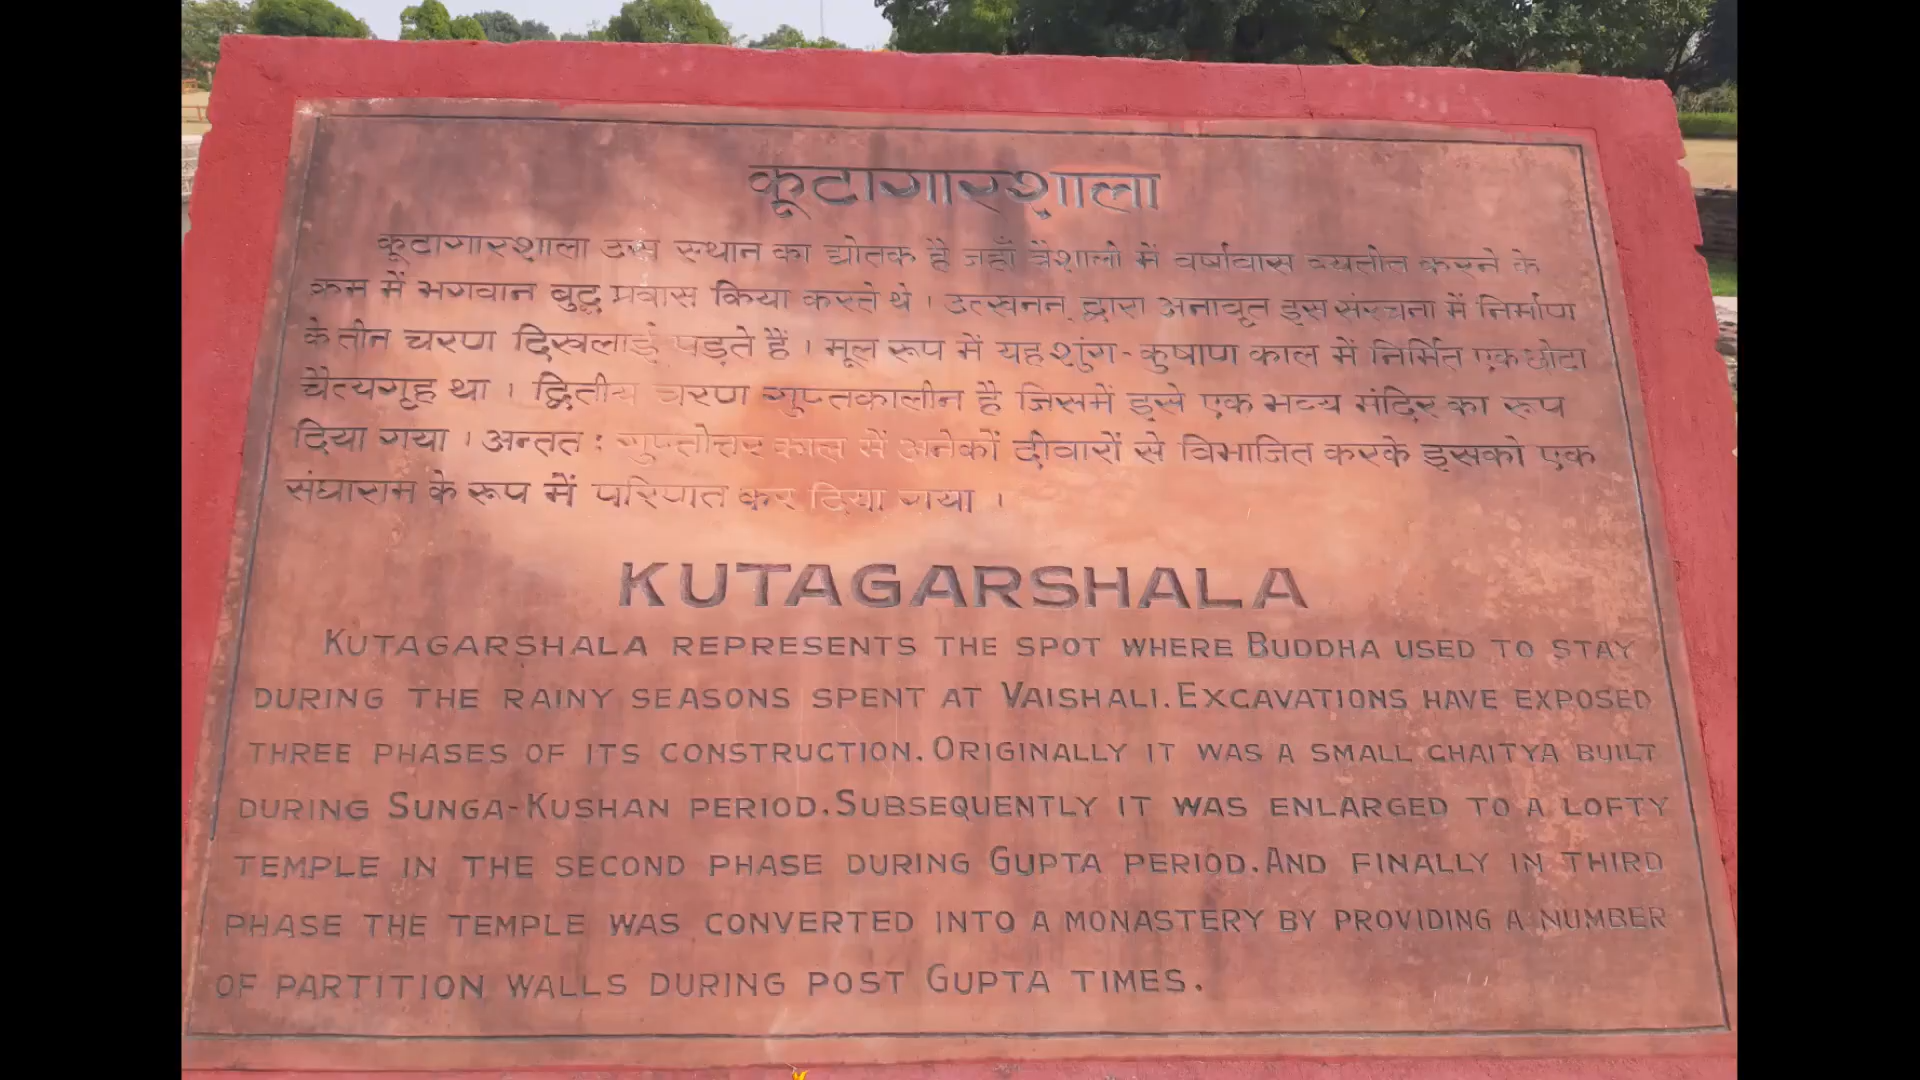 कूटागारशाला
कूटागारशाला उस स्थान का द्योतक है जहाँ वैशाली में वर्षावास व्यतीत करने के
क्रम में भगवान बुद्ध प्रवास किया करते थे । उत्खनन द्वारा अनावृत इस संरचना में निर्माण
के तीन चरण दिखलाई पड़ते हैं । मूल रूप में यह शुंग - कुषाण काल में निर्मित एक छोटा
चैत्यगृह था । द्वितीय चरण गुप्तकालीन है जिसमें इसे एक भव्य मंदिर का रूप
दिया गया । अन्ततः गुप्तोत्तर काल में अनेकों दीवारों से विभाजित करके इसको एक
संघाराम के रूप में परिणत कर दिया गया ।
KUTAGARSHALA
KUTAGARSHALA REPRESENTS THE SPOT WHERE BUDDHA USED TO STAY
DURING THE RAINY SEASONS SPENT AT VAISHALI. EXCAVATIONS HAVE EXPOSED
THREE PHASES OF ITS CONSTRUCTION. ORIGINALLY IT WAS A SMALL CHAITYA BUILT
DURING SUNGA-KUSHAN PERIOD. SUBSEQUENTLY IT WAS ENLARGED TO A LOFTY
TEMPLE IN THE SECOND PHASE DURING GUPTA PERIOD. AND FINALLY IN THIRD
PHASE THE TEMPLE WAS CONVERTED INTO A MONASTERY BY PROVIDING A NUMBER
OF PARTITION WALLS DURING POST GUPTA TIMES.